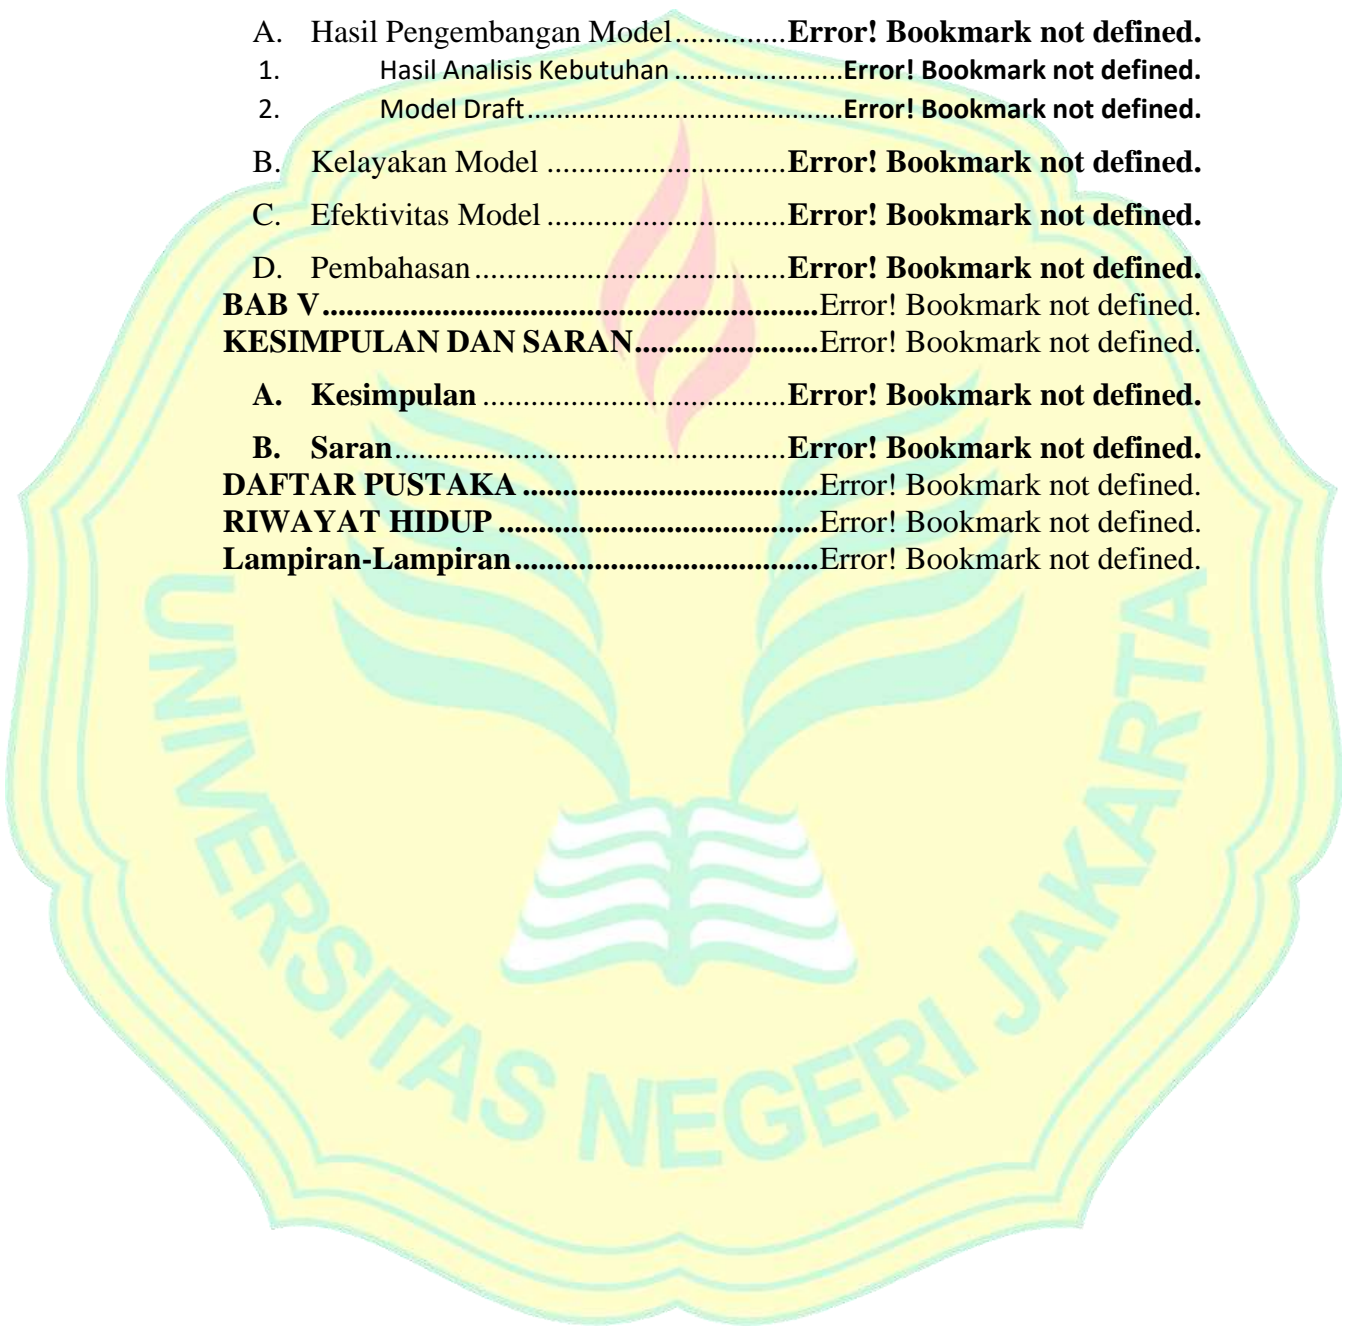 A. Hasil Pengembangan Model..............Error! Bookmark not defined.
1. Hasil Analisis Kebutuhan .......................Error! Bookmark not defined.
2. Model Draft...........................................Error! Bookmark not defined.
B. Kelayakan Model ..............................Error! Bookmark not defined.
C. Efektivitas Model ..............................Error! Bookmark not defined.
D. Pembahasan.......................................Error! Bookmark not defined.
BAB V...............................................................Error! Bookmark not defined.
KESIMPULAN DAN SARAN.......................Error! Bookmark not defined.
A. Kesimpulan ......................................Error! Bookmark not defined.
B. Saran.................................................Error! Bookmark not defined.
DAFTAR PUSTAKA .....................................Error! Bookmark not defined.
RIWAYAT HIDUP ........................................Error! Bookmark not defined.
Lampiran-Lampiran......................................Error! Bookmark not defined.
UNIVERSITAS NEGERI JAKARTA